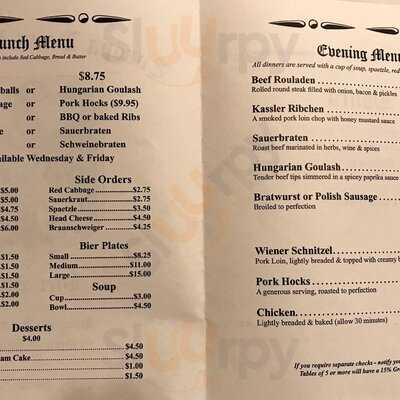 unch Menu
include Red Cabbage, Bread & Butter
$8.75
balls or Hungarian Goulash
age or Pork Hocks ($9.95)
or BBQ or baked Ribs
e or Sauerbraten
or Schweinebraten
ailable Wednesday & Friday
Side Orders
$5.00 Red Cabbage $2.75
$5.00 Sauerkraut $2.75
$4.75 Spaetzle $3.50
$4.50 Head Cheese $4.50
$6.00 Braunschweiger $4.25
Bier Plates
$1.50 Small $8.25
$1.50 Medium $11.00
$1.50 Large $15.00
$1.50 Soup
$2.00 Cup $3.00
$2.00 Bowl $4.50
Desserts
$4.00
$4.50
am Cake $4.50
$1.00
$1.50
Evening Menu
All dinners are served with a cup of soup, spaetzle, red
Beef Rouladen
Rolled round steak filled with onion, bacon & pickles
Kassler Ribchen
A smoked pork loin chop with honey mustard sauce
Sauerbraten
Roast beef marinated in herbs, wine & spices
Hungarian Goulash
Tender beef tips simmered in a spicey paprika sauce
Bratwurst or Polish Sausage
Broiled to perfection
Wiener Schnitzel
Pork Loin, lightly breaded & topped with creamy
Pork Hocks
A generous serving, roasted to perfection
Chicken
Lightly breaded & baked (allow 30 minutes)
If you require separate checks - notify yo
Tables of 5 or more will have a 15% Gra
Sluurpy